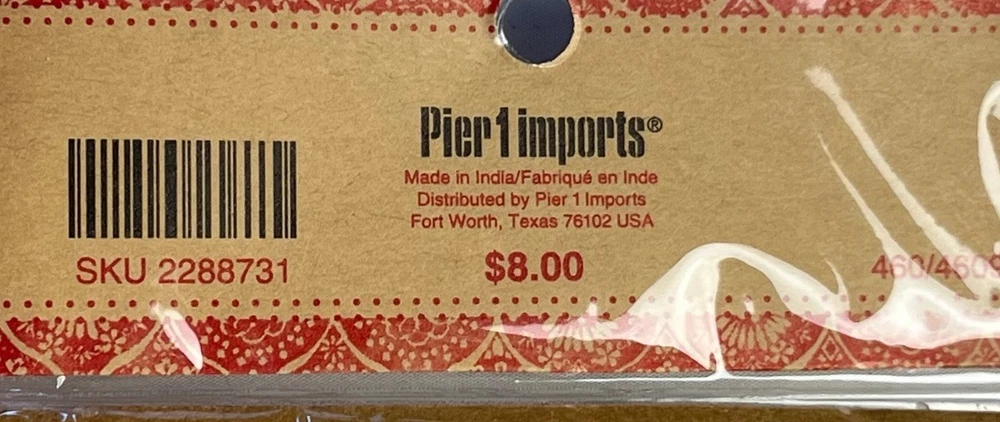 Pier 1 imports®
Made in India/Fabriqué en Inde
Distributed by Pier 1 Imports
Fort Worth, Texas 76102 USA
SKU 2288731
$8.00